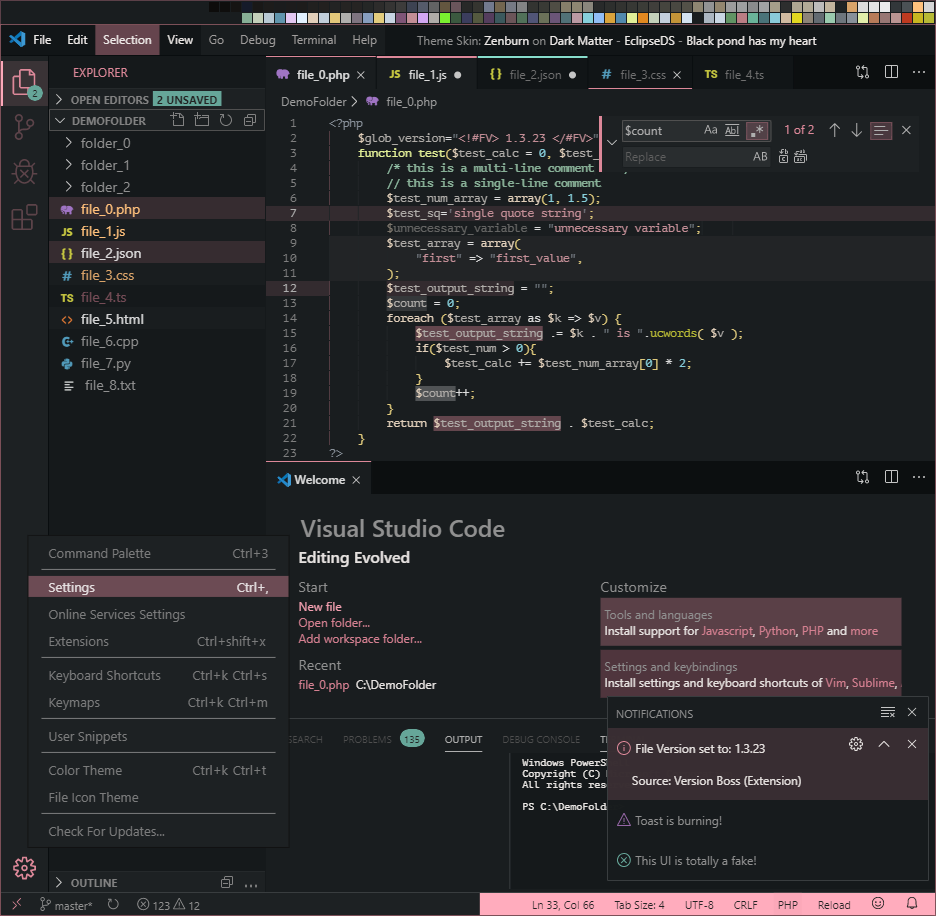 File Edit Selection View Go Debug Terminal Help Theme Skin: Zenburn on Dark Matter - EclipseDS - Black pond has my heart
EXPLORER
2
OPEN EDITORS 2 UNSAVED
DEMOFOLDER
folder_0
folder_1
folder_2
file_0.php
JS file_1.js
{} file_2.json
# file_3.css
TS file_4.ts
<> file_5.html
file_6.cpp
file_7.py
file_8.txt
file_0.php × JS file_1.js ● {} file_2.json ● # file_3.css × TS file_4.ts
DemoFolder > file_0.php
$count Aa Abl .* 1 of 2
Replace AB
1 <?php
2 $glob_version="<!#FV> 1.3.23 </#FV>"
3 function test($test_calc = 0, $test_
4 /* this is a multi-line comment
5 // this is a single-line comment
6 $test_num_array = array(1, 1.5);
7 $test_sq='single quote string';
8 $unnecessary_variable = "unnecessary variable";
9 $test_array = array(
10 "first" => "first_value",
11 );
12 $test_output_string = "";
13 $count = 0;
14 foreach ($test_array as $k => $v) {
15 $test_output_string .= $k . " is ".ucwords( $v );
16 if($test_num > 0){
17 $test_calc += $test_num_array[0] * 2;
18 }
19 $count++;
20 }
21 return $test_output_string . $test_calc;
22 }
23 ?>
Welcome ×
Visual Studio Code
Editing Evolved
Start
New file
Open folder...
Add workspace folder...
Recent
file_0.php C:\DemoFolder
Customize
Tools and languages
Install support for Javascript, Python, PHP and more
Settings and keybindings
Install settings and keyboard shortcuts of Vim, Sublime,
Command Palette Ctrl+3
Settings Ctrl+,
Online Services Settings
Extensions Ctrl+shift+x
Keyboard Shortcuts Ctrl+k Ctrl+s
Keymaps Ctrl+k Ctrl+m
User Snippets
Color Theme Ctrl+k Ctrl+t
File Icon Theme
Check For Updates...
OUTLINE
SEARCH PROBLEMS 135 OUTPUT DEBUG CONSOLE
Copyright (C)
All rights
PS C:\DemoFold
NOTIFICATIONS
File Version set to: 1.3.23
Source: Version Boss (Extension)
Toast is burning!
This UI is totally a fake!
master* 123 12 Ln 33, Col 66 Tab Size: 4 UTF-8 CRLF PHP Reload